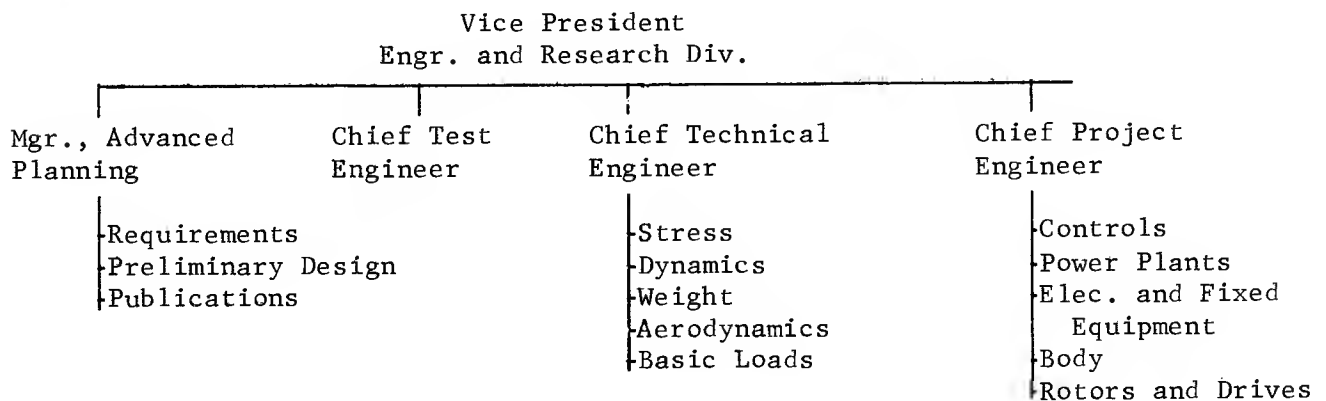 Vice President
Engr. and Research Div.
Mgr., Advanced
Planning
Chief Test
Engineer
Chief Technical
Engineer
Chief Project
Engineer
Requirements
Preliminary Design
Publications
Stress
Dynamics
Weight
Aerodynamics
Basic Loads
Controls
Power Plants
Elec. and Fixed
Equipment
Body
Rotors and Drives